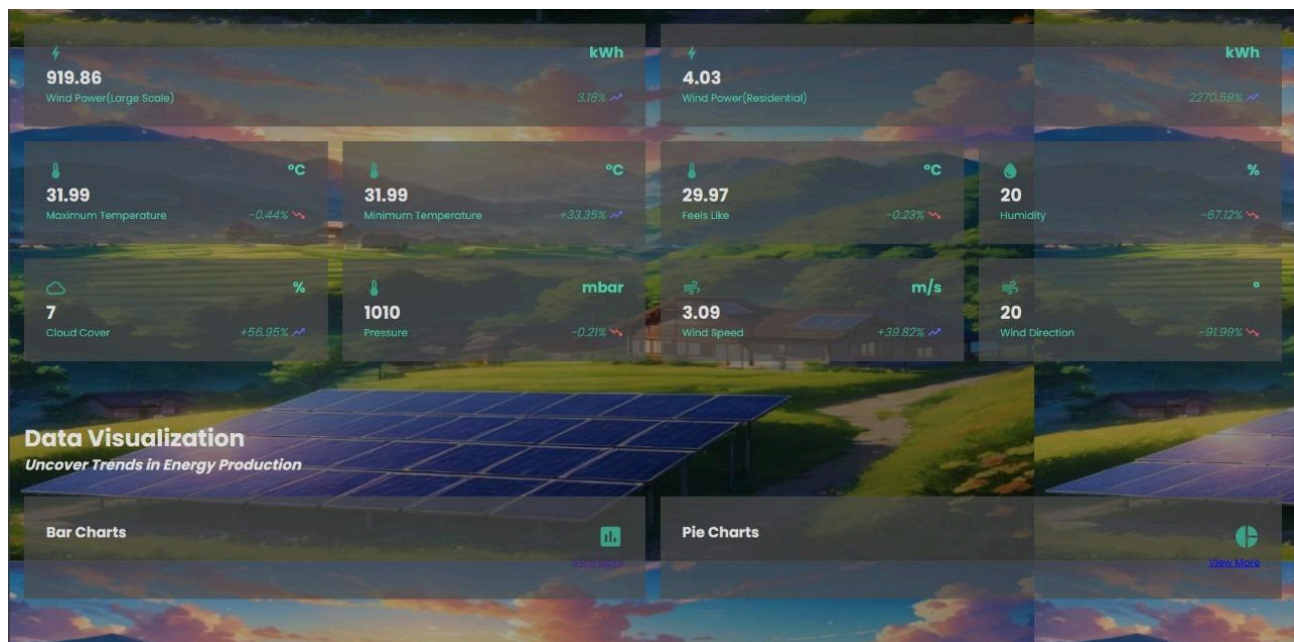 kWh
919.86
Wind Power(Large Scale)
3.18%
kWh
4.03
Wind Power(Residential)
2270.59%
°C
31.99
Maximum Temperature
-0.44%
°C
31.99
Minimum Temperature
+33.35%
°C
29.97
Feels Like
-0.23%
%
20
Humidity
-67.12%
%
7
Cloud Cover
+56.95%
mbar
1010
Pressure
-0.21%
m/s
3.09
Wind Speed
+39.82%
°
20
Wind Direction
-91.99%
Data Visualization
Uncover Trends in Energy Production
Bar Charts
View More
Pie Charts
View More